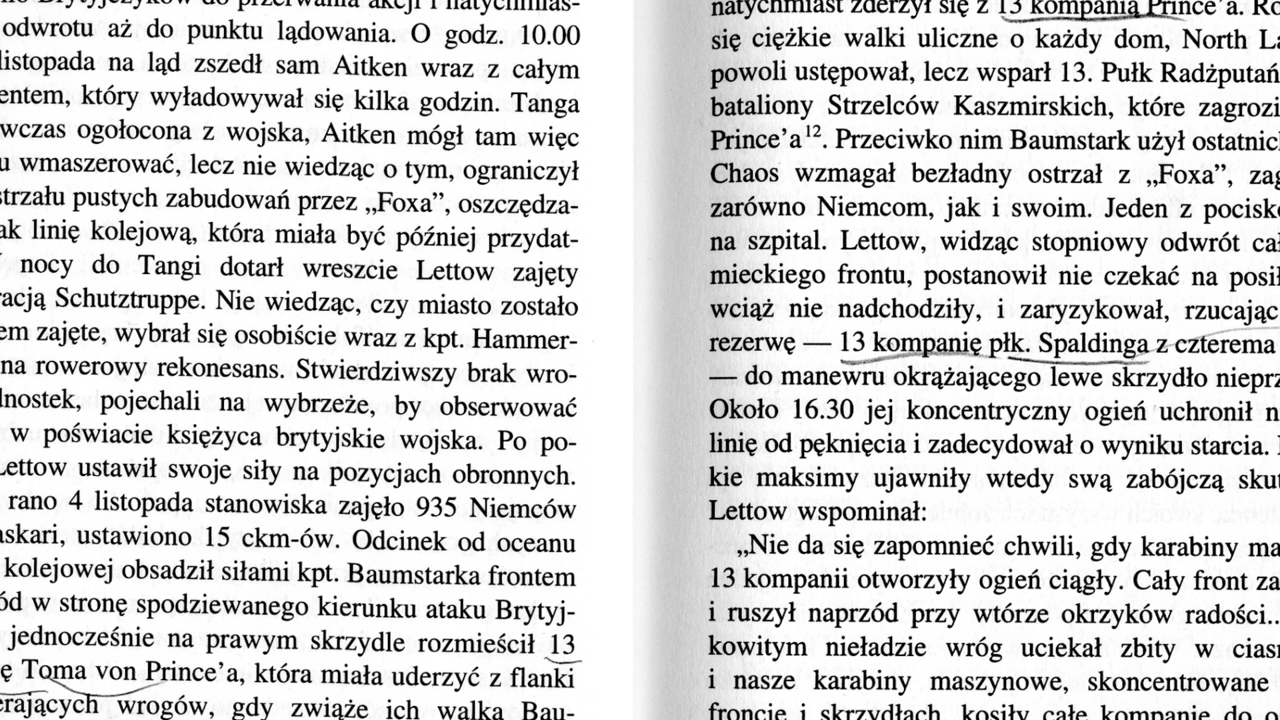 Brytyjczyków do przerwania akcji i natychmias-
odwrotu aż do punktu lądowania. O godz. 10.00
listopada na ląd zszedł sam Aitken wraz z całym
entem, który wyładowywał się kilka godzin. Tanga
wczas ogołocona z wojska, Aitken mógł tam więc
u wmaszerować, lecz nie wiedząc o tym, ograniczył
strzału pustych zabudowań przez „Foxa”, oszczędza-
ak linię kolejową, która miała być później przydat-
nocy do Tangi dotarł wreszcie Lettow zajęty
racją Schutztruppe. Nie wiedząc, czy miasto zostało
em zajęte, wybrał się osobiście wraz z kpt. Hammer-
na rowerowy rekonesans. Stwierdziwszy brak wro-
dnostek, pojechali na wybrzeże, by obserwować
w poświacie księżyca brytyjskie wojska. Po po-
Lettow ustawił swoje siły na pozycjach obronnych.
rano 4 listopada stanowiska zajęło 935 Niemców
askari, ustawiono 15 ckm-ów. Odcinek od oceanu
kolejowej obsadził siłami kpt. Baumstarka frontem
ód w stronę spodziewanego kierunku ataku Brytyj-
jednocześnie na prawym skrzydle rozmieścił 13
ę Toma von Prince’a, która miała uderzyć z flanki
erających wrogów, gdy zwiąże ich walką Bau-
natychmiast zderzył się z 13 kompanią Prince’a. Ro
się ciężkie walki uliczne o każdy dom, North La
powoli ustępował, lecz wsparł 13. Pułk Radżputań
bataliony Strzelców Kaszmirskich, które zagrozi
Prince’a¹². Przeciwko nim Baumstark użył ostatnic
Chaos wzmagał bezładny ostrzał z „Foxa”, zag
zarówno Niemcom, jak i swoim. Jeden z pocisk
na szpital. Lettow, widząc stopniowy odwrót cał
mieckiego frontu, postanowił nie czekać na posił
wciąż nie nadchodziły, i zaryzykował, rzucając
rezerwę — 13 kompanię płk. Spaldinga z czterema
— do manewru okrążającego lewe skrzydło nieprz
Około 16.30 jej koncentryczny ogień uchronił n
linię od pęknięcia i zadecydował o wyniku starcia.
kie maksimy ujawniły wtedy swą zabójczą skut
Lettow wspominał:
„Nie da się zapomnieć chwili, gdy karabiny ma
13 kompanii otworzyły ogień ciągły. Cały front za
i ruszył naprzód przy wtórze okrzyków radości..
kowitym nieładzie wróg uciekał zbity w ciasn
i nasze karabiny maszynowe, skoncentrowane
froncie i skrzydłach, kosiły całe kompanie do o